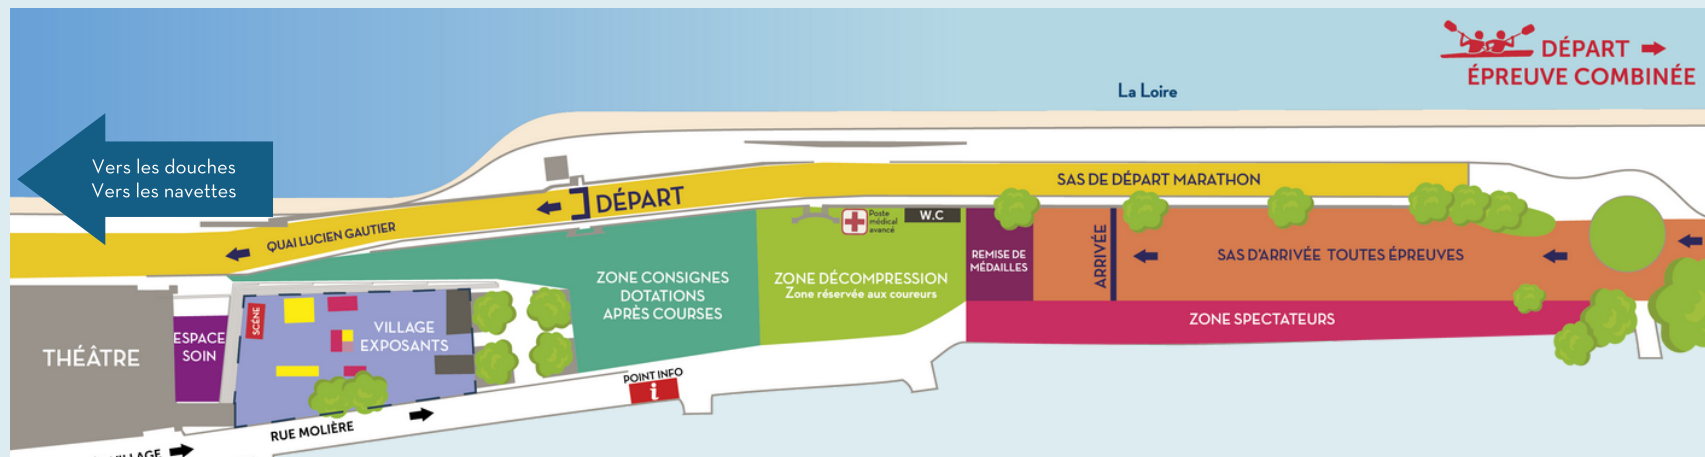 DÉPART
ÉPREUVE COMBINÉE
La Loire
Vers les douches
Vers les navettes
SAS DE DÉPART MARATHON
DÉPART
QUAI LUCIEN GAUTIER
Poste
médical
avancé
W.C
REMISE DE
MÉDAILLES
ARRIVÉE
SAS D'ARRIVÉE TOUTES ÉPREUVES
ZONE CONSIGNES
DOTATIONS
APRÈS COURSES
ZONE DÉCOMPRESSION
Zone réservée aux coureurs
ZONE SPECTATEURS
SCÉNE
VILLAGE
EXPOSANTS
ESPACE
SOIN
THÉÂTRE
POINT INFO
i
RUE MOLIÈRE
VILLAGE